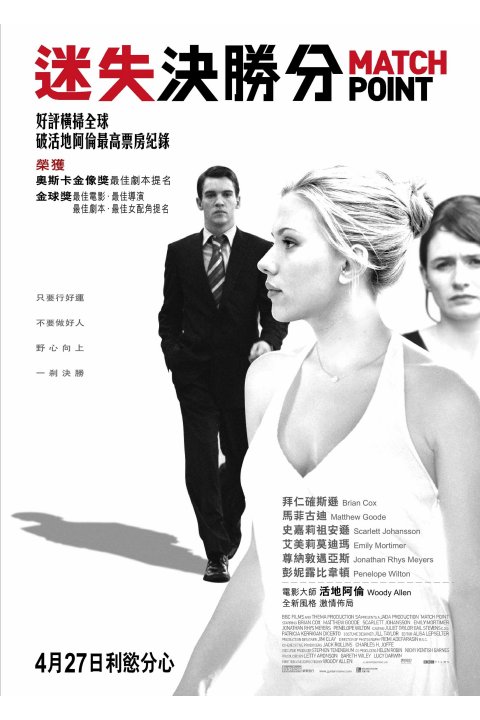 迷失決勝分 MATCH POINT
好評橫掃全球
破活地阿倫最高票房紀錄
榮獲
奧斯卡金像獎最佳劇本提名
金球獎最佳電影·最佳導演
最佳劇本·最佳女配角提名
只要行好運
不要做好人
野心向上
一剎決勝
拜仁確斯遜 Brian Cox
馬菲古迪 Matthew Goode
史嘉莉祖安遜 Scarlett Johansson
艾美莉莫迪瑪 Emily Mortimer
尊納敦遇亞斯 Jonathan Rhys Meyers
彭妮露比韋頓 Penelope Wilton
電影大師 活地阿倫 Woody Allen
全新風格 激情佈局
4月27日利慾分心